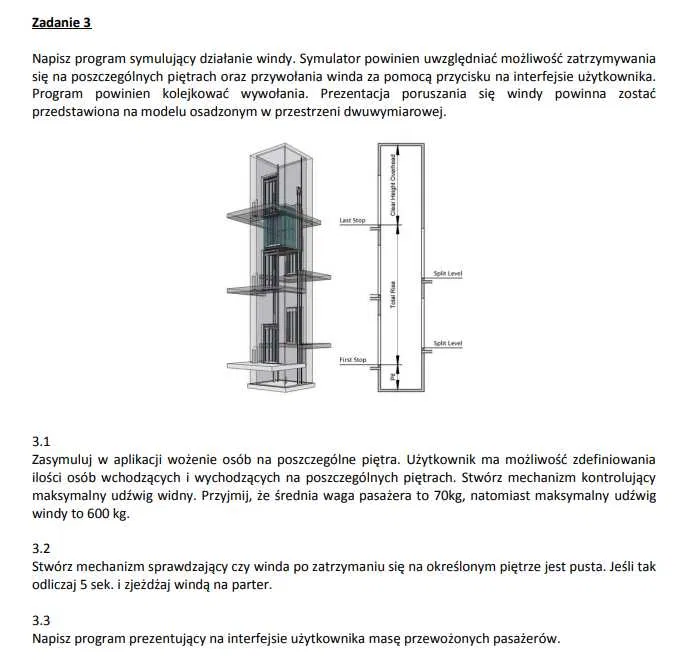 Zadanie 3
Napisz program symulujący działanie windy. Symulator powinien uwzględniać możliwość zatrzymywania
się na poszczególnych piętrach oraz przywołania winda za pomocą przycisku na interfejsie użytkownika.
Program powinien kolejkować wywołania. Prezentacja poruszania się windy powinna zostać
przedstawiona na modelu osadzonym w przestrzeni dwuwymiarowej.
Clear Height Overhead
Last Stop
Split Level
Total Rise
Split Level
First Stop
Pit
3.1
Zasymuluj w aplikacji wożenie osób na poszczególne piętra. Użytkownik ma możliwość zdefiniowania
ilości osób wchodzących i wychodzących na poszczególnych piętrach. Stwórz mechanizm kontrolujący
maksymalny udźwig widny. Przyjmij, że średnia waga pasażera to 70kg, natomiast maksymalny udźwig
windy to 600 kg.
3.2
Stwórz mechanizm sprawdzający czy winda po zatrzymaniu się na określonym piętrze jest pusta. Jeśli tak
odliczaj 5 sek. i zjeżdżaj windą na parter.
3.3
Napisz program prezentujący na interfejsie użytkownika masę przewożonych pasażerów.